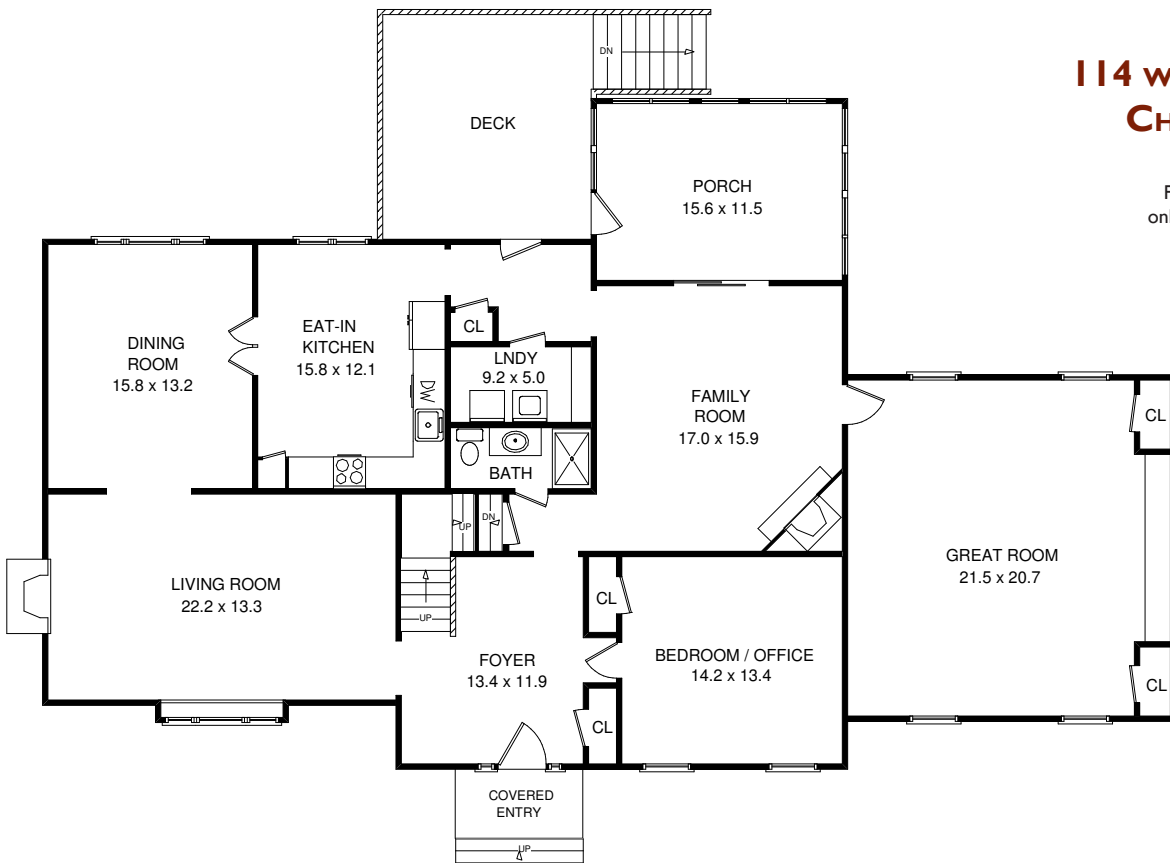 DN
DECK
114 w
CH
PORCH
15.6 x 11.5
F
onl
DINING
ROOM
15.8 x 13.2
EAT-IN
KITCHEN
15.8 x 12.1
CL
LNDY
9.2 x 5.0
DW
FAMILY
ROOM
17.0 x 15.9
CL
BATH
UP
DN
LIVING ROOM
22.2 x 13.3
UP
GREAT ROOM
21.5 x 20.7
CL
FOYER
13.4 x 11.9
BEDROOM / OFFICE
14.2 x 13.4
CL
CL
COVERED
ENTRY
UP